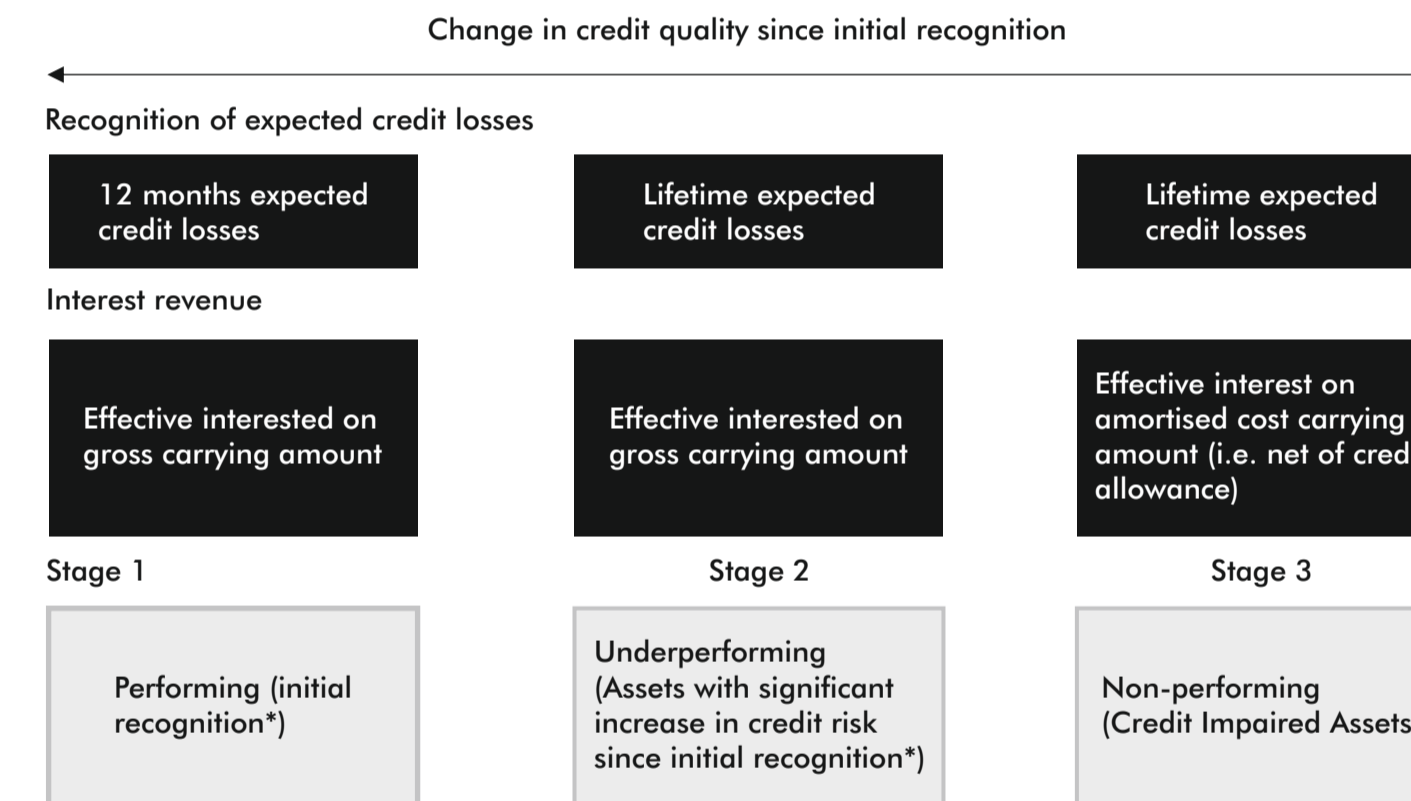 Change in credit quality since initial recognition
Recognition of expected credit losses
12 months expected
credit losses
Lifetime expected
credit losses
Lifetime expected
credit losses
Interest revenue
Effective interested on
gross carrying amount
Effective interested on
gross carrying amount
Effective interest on
amortised cost carrying
amount (i.e. net of cred
allowance)
Stage 1
Stage 2
Stage 3
Performing (initial
recognition*)
Underperforming
(Assets with significant
increase in credit risk
since initial recognition*)
Non-performing
(Credit Impaired Assets